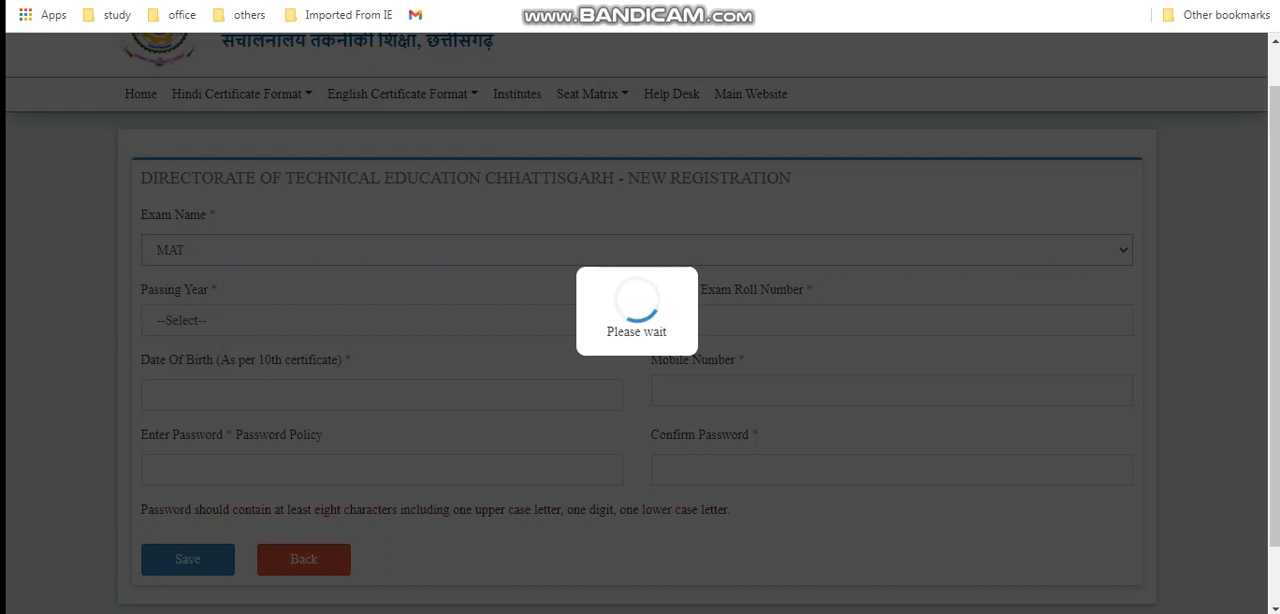 Apps study office others Imported From IE www.BANDICAM.com Other bookmarks
संचालनालय तकनीकी शिक्षा, छत्तीसगढ़
Home Hindi Certificate Format English Certificate Format Institutes Seat Matrix Help Desk Main Website
DIRECTORATE OF TECHNICAL EDUCATION CHHATTISGARH - NEW REGISTRATION
Exam Name *
MAT
Passing Year * Exam Roll Number *
--Select--
Please wait
Date Of Birth (As per 10th certificate) * Mobile Number *
Enter Password * Password Policy Confirm Password *
Password should contain at least eight characters including one upper case letter, one digit, one lower case letter.
Save Back